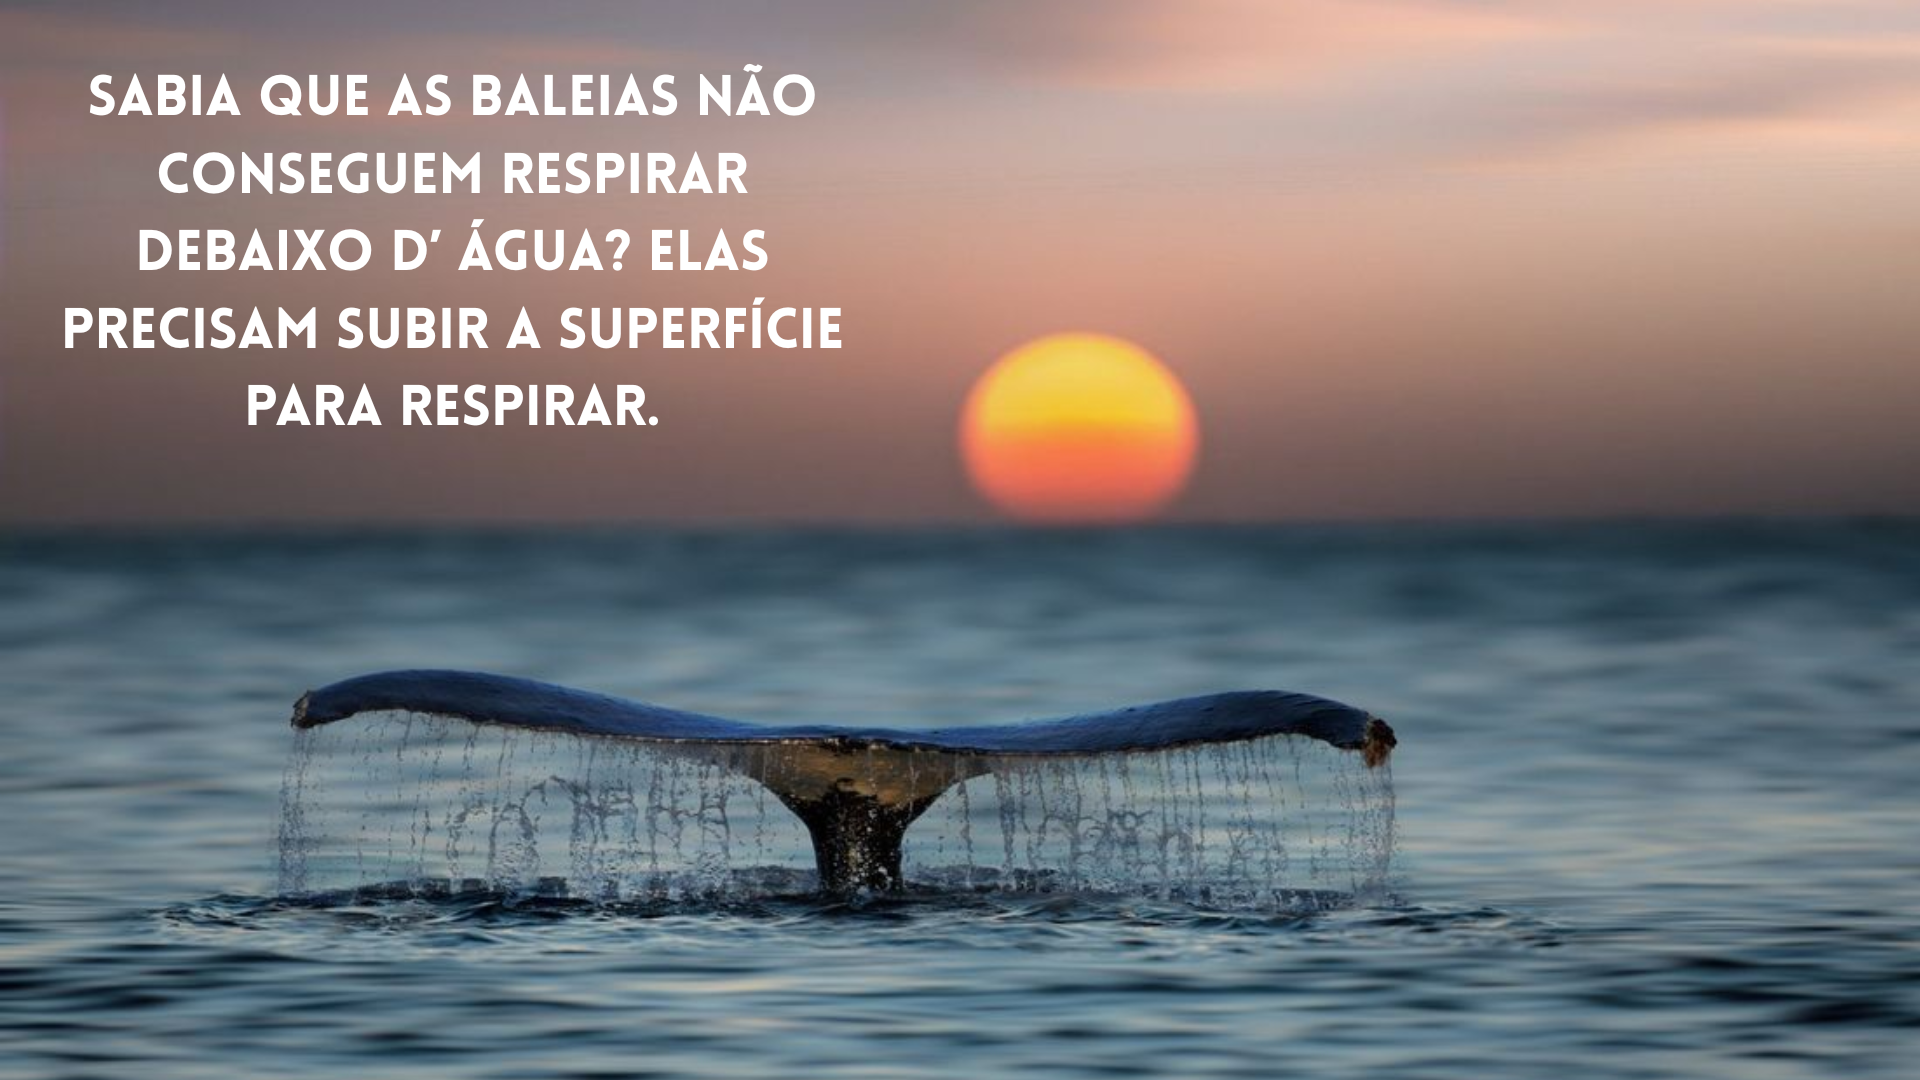 SABIA QUE AS BALEIAS NÃO
CONSEGUEM RESPIRAR
DEBAIXO D’ ÁGUA? ELAS
PRECISAM SUBIR A SUPERFÍCIE
PARA RESPIRAR.